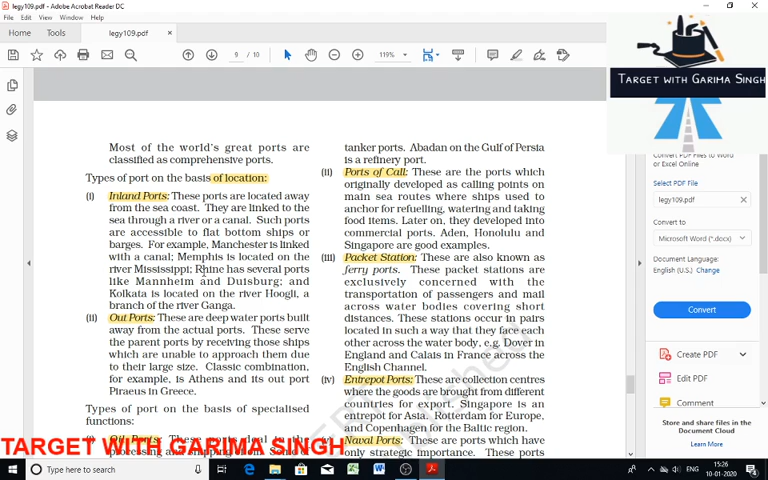 legy109.pdf - Adobe Acrobat Reader DC
File Edit View Window Help
Home Tools legy109.pdf ×
9 / 10 119%
TARGET WITH GARIMA SINGH
Most of the world's great ports are
classified as comprehensive ports.
Types of port on the basis of location:
(i) Inland Ports: These ports are located away
from the sea coast. They are linked to the
sea through a river or a canal. Such ports
are accessible to flat bottom ships or
barges. For example, Manchester is linked
with a canal; Memphis is located on the
river Mississippi; Rhine has several ports
like Mannheim and Duisburg; and
Kolkata is located on the river Hoogli, a
branch of the river Ganga.
(ii) Out Ports: These are deep water ports built
away from the actual ports. These serve
the parent ports by receiving those ships
which are unable to approach them due
to their large size. Classic combination,
for example, is Athens and its out port
Piraeus in Greece.
Types of port on the basis of specialised
functions:
(i) Oil Ports: These ports deal in the
processing and shipping of oil. Some of
tanker ports. Abadan on the Gulf of Persia
is a refinery port.
(ii) Ports of Call: These are the ports which
originally developed as calling points on
main sea routes where ships used to
anchor for refuelling, watering and taking
food items. Later on, they developed into
commercial ports. Aden, Honolulu and
Singapore are good examples.
(iii) Packet Station: These are also known as
ferry ports. These packet stations are
exclusively concerned with the
transportation of passengers and mail
across water bodies covering short
distances. These stations occur in pairs
located in such a way that they face each
other across the water body, e.g. Dover in
England and Calais in France across the
English Channel.
(iv) Entrepot Ports: These are collection centres
where the goods are brought from different
countries for export. Singapore is an
entrepot for Asia, Rotterdam for Europe,
and Copenhagen for the Baltic region.
(v) Naval Ports: These are ports which have
only strategic importance. These ports
Convert PDFs to Word
or Excel Online
Select PDF File
legy109.pdf ×
Convert to
Microsoft Word (*.docx)
Document Language:
English (U.S.) Change
Convert
Create PDF
Edit PDF
Comment
Store and share files in the
Document Cloud
Learn More
TARGET WITH GARIMA SINGH
Type here to search
15:26
10-01-2020